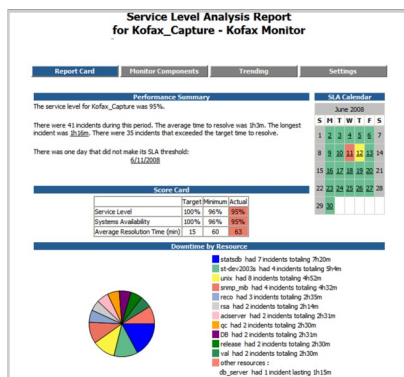 Service Level Analysis Report
for Kofax_Capture - Kofax Monitor
Report Card Monitor Components Trending Settings
Performance Summary
The service level for Kofax_Capture was 95%.
There were 41 incidents during this period. The average time to resolve was 1h3m. The longest
incident was 1h16m. There were 35 incidents that exceeded the target time to resolve.
There was one day that did not make its SLA threshold:
6/11/2008
SLA Calendar
June 2008
S M T W T F S
1 2 3 4 5 6 7
8 9 10 11 12 13 14
15 16 17 18 19 20 21
22 23 24 25 26 27 28
29 30
Score Card
Target Minimum Actual
Service Level 100% 96% 95%
Systems Availability 100% 96% 95%
Average Resolution Time (min) 15 60 63
Downtime by Resource
statsdb had 7 incidents totaling 7h20m
st-dev2003s had 4 incidents totaling 5h4m
unix had 8 incidents totaling 4h52m
snmp_mib had 4 incidents totaling 4h32m
reco had 3 incidents totaling 2h35m
rsa had 2 incidents totaling 2h14m
aciserver had 2 incidents totaling 2h31m
qc had 2 incidents totaling 2h30m
DB had 2 incidents totaling 2h31m
release had 2 incidents totaling 2h30m
val had 2 incidents totaling 2h30m
other resources :
db_server had 1 incident lasting 1h15m